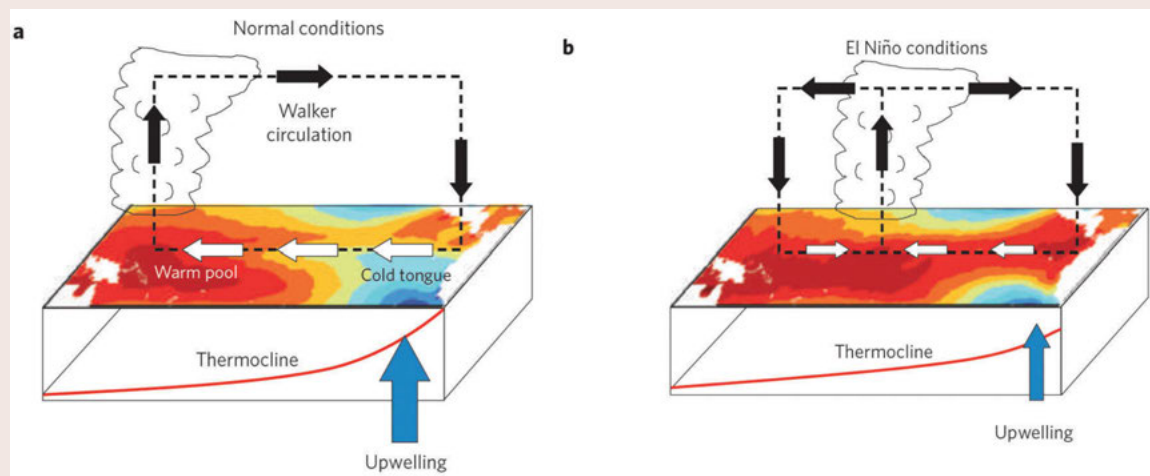 a
Normal conditions
Walker
circulation
Warm pool
Cold tongue
Thermocline
Upwelling
b
El Niño conditions
Thermocline
Upwelling